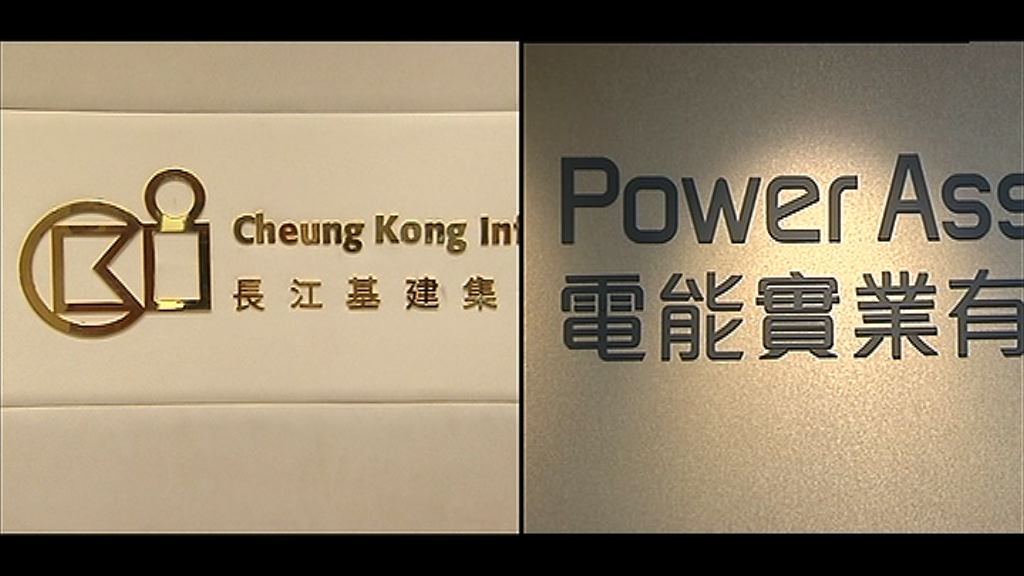 Cheung Kong Inf
長江基建集
Power Ass
電能實業有